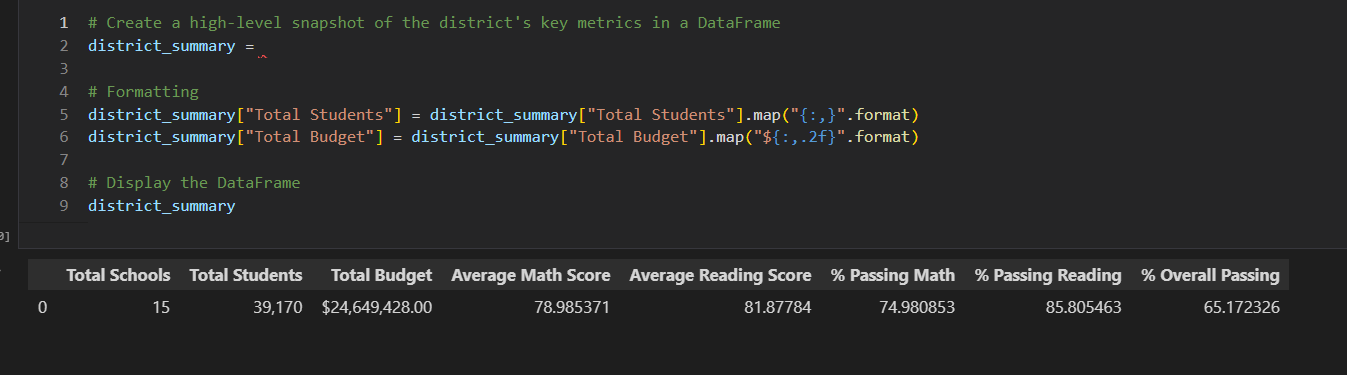 1 # Create a high-level snapshot of the district's key metrics in a DataFrame
2 district_summary =
3
4 # Formatting
5 district_summary["Total Students"] = district_summary["Total Students"].map("{:,}".format)
6 district_summary["Total Budget"] = district_summary["Total Budget"].map("${:,.2f}".format)
7
8 # Display the DataFrame
9 district_summary
0]
Total Schools Total Students Total Budget Average Math Score Average Reading Score % Passing Math % Passing Reading % Overall Passing
0 15 39,170 $24,649,428.00 78.985371 81.87784 74.980853 85.805463 65.172326